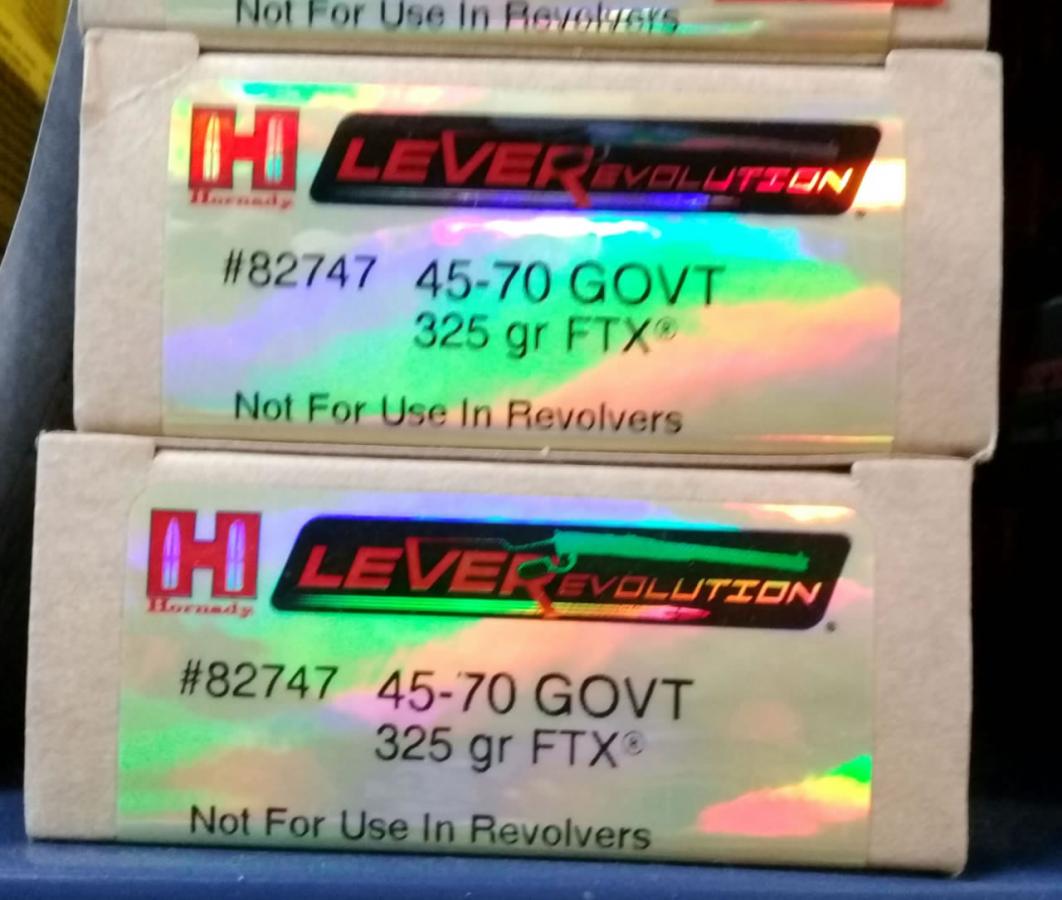 Not For Use In Revolvers
H
Hornady
LEVERevolution
#82747 45-70 GOVT
325 gr FTX®
Not For Use In Revolvers
H
Hornady
LEVERevolution
#82747 45-70 GOVT
325 gr FTX®
Not For Use In Revolvers